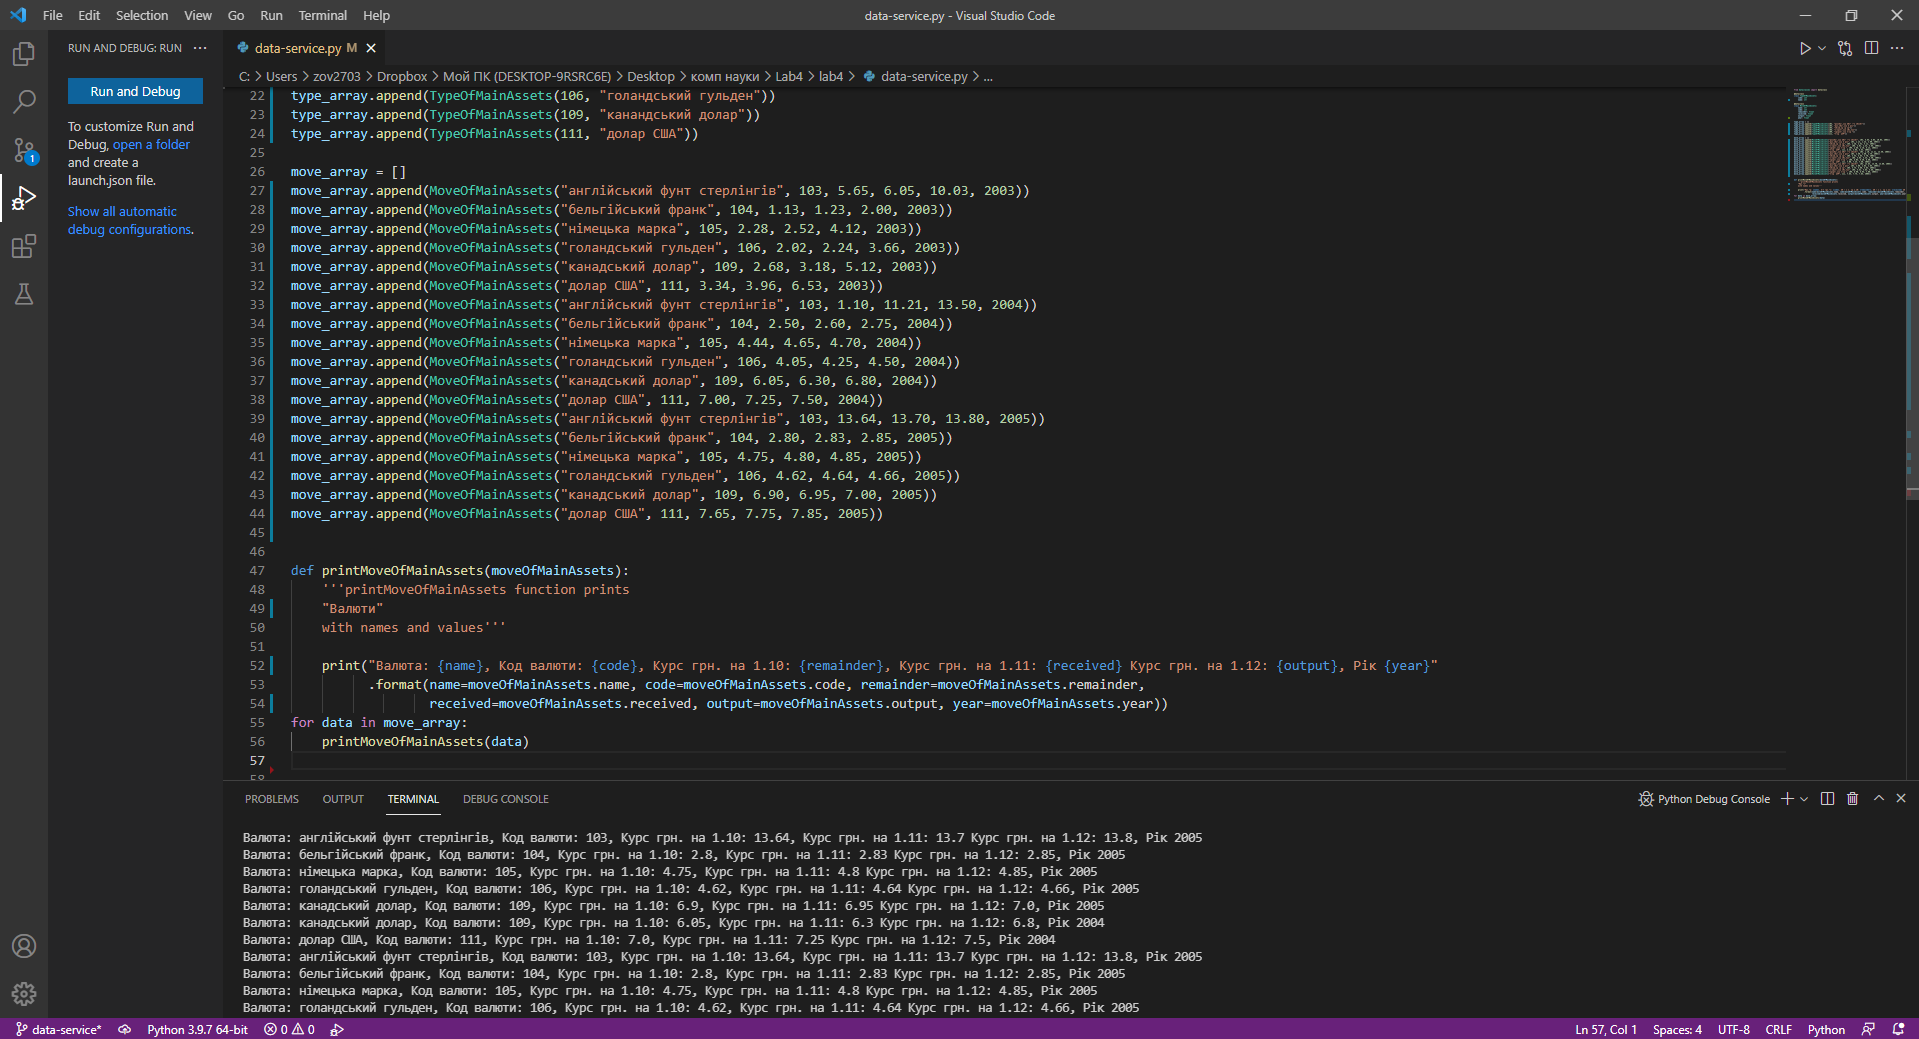 File Edit Selection View Go Run Terminal Help
data-service.py - Visual Studio Code
RUN AND DEBUG: RUN ...
data-service.py M
Run and Debug
To customize Run and
Debug, open a folder
and create a
launch.json file.
Show all automatic
debug configurations.
C: > Users > zov2703 > Dropbox > Мой ПК (DESKTOP-9RSRC6E) > Desktop > комп науки > Lab4 > lab4 > data-service.py > ...
22 type_array.append(TypeOfMainAssets(106, "голандський гульден"))
23 type_array.append(TypeOfMainAssets(109, "канандський долар"))
24 type_array.append(TypeOfMainAssets(111, "долар США"))
25
26 move_array = []
27 move_array.append(MoveOfMainAssets("англійський фунт стерлінгів", 103, 5.65, 6.05, 10.03, 2003))
28 move_array.append(MoveOfMainAssets("бельгійський франк", 104, 1.13, 1.23, 2.00, 2003))
29 move_array.append(MoveOfMainAssets("німецька марка", 105, 2.28, 2.52, 4.12, 2003))
30 move_array.append(MoveOfMainAssets("голандський гульден", 106, 2.02, 2.24, 3.66, 2003))
31 move_array.append(MoveOfMainAssets("канадський долар", 109, 2.68, 3.18, 5.12, 2003))
32 move_array.append(MoveOfMainAssets("долар США", 111, 3.34, 3.96, 6.53, 2003))
33 move_array.append(MoveOfMainAssets("англійський фунт стерлінгів", 103, 1.10, 11.21, 13.50, 2004))
34 move_array.append(MoveOfMainAssets("бельгійський франк", 104, 2.50, 2.60, 2.75, 2004))
35 move_array.append(MoveOfMainAssets("німецька марка", 105, 4.44, 4.65, 4.70, 2004))
36 move_array.append(MoveOfMainAssets("голандський гульден", 106, 4.05, 4.25, 4.50, 2004))
37 move_array.append(MoveOfMainAssets("канадський долар", 109, 6.05, 6.30, 6.80, 2004))
38 move_array.append(MoveOfMainAssets("долар США", 111, 7.00, 7.25, 7.50, 2004))
39 move_array.append(MoveOfMainAssets("англійський фунт стерлінгів", 103, 13.64, 13.70, 13.80, 2005))
40 move_array.append(MoveOfMainAssets("бельгійський франк", 104, 2.80, 2.83, 2.85, 2005))
41 move_array.append(MoveOfMainAssets("німецька марка", 105, 4.75, 4.80, 4.85, 2005))
42 move_array.append(MoveOfMainAssets("голандський гульден", 106, 4.62, 4.64, 4.66, 2005))
43 move_array.append(MoveOfMainAssets("канадський долар", 109, 6.90, 6.95, 7.00, 2005))
44 move_array.append(MoveOfMainAssets("долар США", 111, 7.65, 7.75, 7.85, 2005))
45
46
47 def printMoveOfMainAssets(moveOfMainAssets):
48 '''printMoveOfMainAssets function prints
49 "Валюти"
50 with names and values'''
51
52 print("Валюта: {name}, Код валюти: {code}, Курс грн. на 1.10: {remainder}, Курс грн. на 1.11: {received} Курс грн. на 1.12: {output}, Рік {year}"
53 .format(name=moveOfMainAssets.name, code=moveOfMainAssets.code, remainder=moveOfMainAssets.remainder,
54 received=moveOfMainAssets.received, output=moveOfMainAssets.output, year=moveOfMainAssets.year))
55 for data in move_array:
56 printMoveOfMainAssets(data)
57
58
PROBLEMS OUTPUT TERMINAL DEBUG CONSOLE
Python Debug Console
Валюта: англійський фунт стерлінгів, Код валюти: 103, Курс грн. на 1.10: 13.64, Курс грн. на 1.11: 13.7 Курс грн. на 1.12: 13.8, Рік 2005
Валюта: бельгійський франк, Код валюти: 104, Курс грн. на 1.10: 2.8, Курс грн. на 1.11: 2.83 Курс грн. на 1.12: 2.85, Рік 2005
Валюта: німецька марка, Код валюти: 105, Курс грн. на 1.10: 4.75, Курс грн. на 1.11: 4.8 Курс грн. на 1.12: 4.85, Рік 2005
Валюта: голандський гульден, Код валюти: 106, Курс грн. на 1.10: 4.62, Курс грн. на 1.11: 4.64 Курс грн. на 1.12: 4.66, Рік 2005
Валюта: канадський долар, Код валюти: 109, Курс грн. на 1.10: 6.9, Курс грн. на 1.11: 6.95 Курс грн. на 1.12: 7.0, Рік 2005
Валюта: канадський долар, Код валюти: 109, Курс грн. на 1.10: 6.05, Курс грн. на 1.11: 6.3 Курс грн. на 1.12: 6.8, Рік 2004
Валюта: долар США, Код валюти: 111, Курс грн. на 1.10: 7.0, Курс грн. на 1.11: 7.25 Курс грн. на 1.12: 7.5, Рік 2004
Валюта: англійський фунт стерлінгів, Код валюти: 103, Курс грн. на 1.10: 13.64, Курс грн. на 1.11: 13.7 Курс грн. на 1.12: 13.8, Рік 2005
Валюта: бельгійський франк, Код валюти: 104, Курс грн. на 1.10: 2.8, Курс грн. на 1.11: 2.83 Курс грн. на 1.12: 2.85, Рік 2005
Валюта: німецька марка, Код валюти: 105, Курс грн. на 1.10: 4.75, Курс грн. на 1.11: 4.8 Курс грн. на 1.12: 4.85, Рік 2005
Валюта: голандський гульден, Код валюти: 106, Курс грн. на 1.10: 4.62, Курс грн. на 1.11: 4.64 Курс грн. на 1.12: 4.66, Рік 2005
data-service* Python 3.9.7 64-bit 0 0
Ln 57, Col 1 Spaces: 4 UTF-8 CRLF Python
1